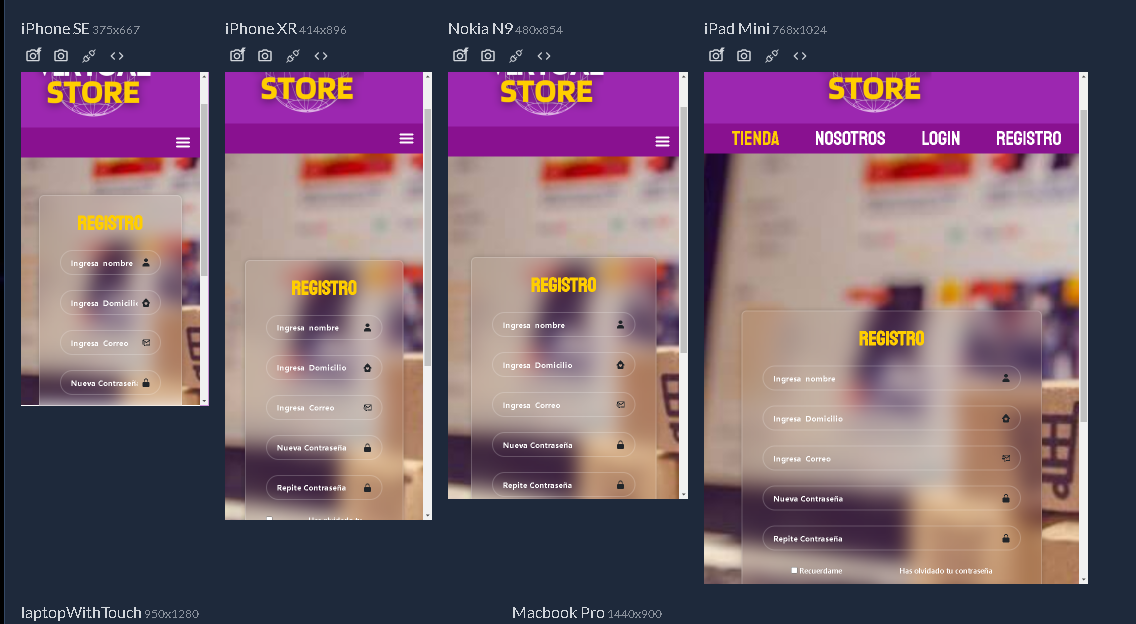 iPhone SE 375x667
STORE
REGISTRO
Ingresa nombre
Ingresa Domicilio
Ingresa Correo
Nueva Contraseñ
iPhone XR 414x896
STORE
REGISTRO
Ingresa nombre
Ingresa Domicilio
Ingresa Correo
Nueva Contraseña
Repite Contraseña
Nokia N9 480x854
STORE
REGISTRO
Ingresa nombre
Ingresa Domicilio
Ingresa Correo
Nueva Contraseña
Repite Contraseña
iPad Mini 768x1024
STORE
TIENDA NOSOTROS LOGIN REGISTRO
REGISTRO
Ingresa nombre
Ingresa Domicilio
Ingresa Correo
Nueva Contraseña
Repite Contraseña
Recuerdame Has olvidado tu contraseña
laptopWithTouch 950x1280
Macbook Pro 1440x900